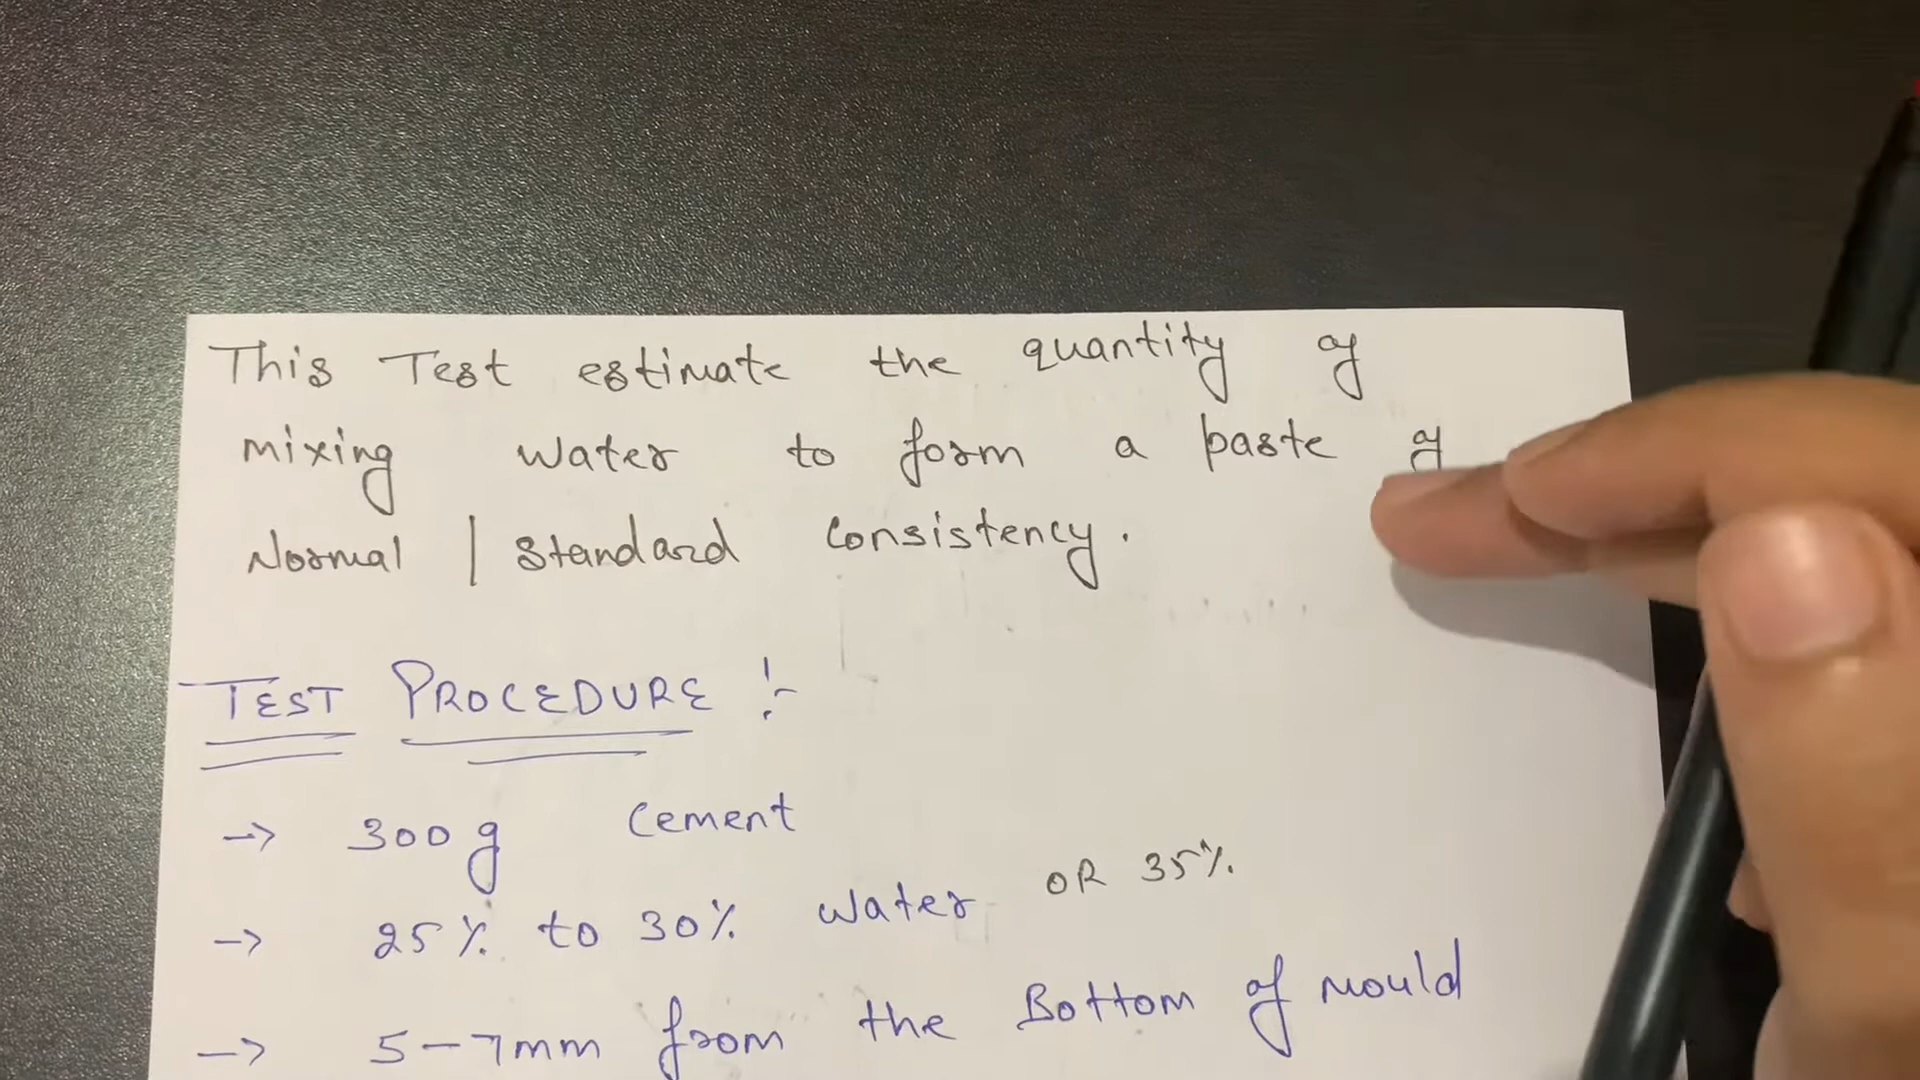 This Test estimate the quantity of
mixing water to form a paste of
Normal / Standard Consistency.
TEST PROCEDURE :-
-> 300g Cement
-> 25% to 30% water OR 35%
-> 5-7mm from the Bottom of mould